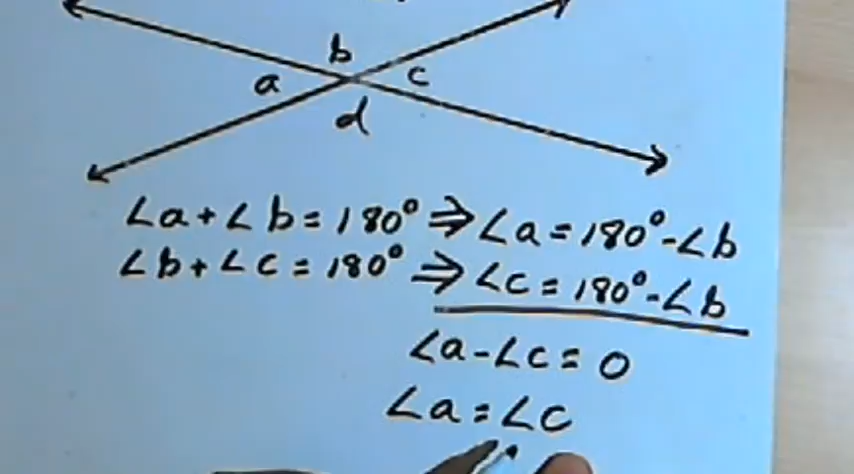 b
a c
d
∠a+∠b=180°⇒∠a=180°-∠b
∠b+∠c=180°⇒∠c=180°-∠b
∠a-∠c=0
∠a=∠c